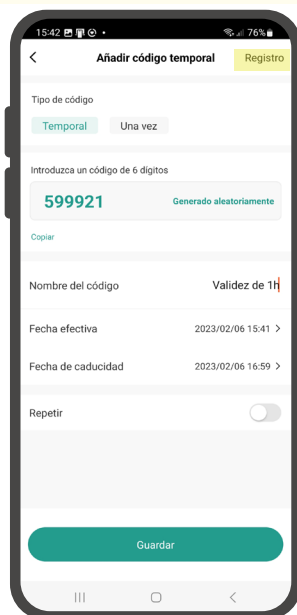 15:42 76%
Añadir código temporal Registro
Tipo de código
Temporal Una vez
Introduzca un código de 6 dígitos
599921 Generado aleatoriamente
Copiar
Nombre del código Validez de 1h
Fecha efectiva 2023/02/06 15:41 >
Fecha de caducidad 2023/02/06 16:59 >
Repetir
Guardar